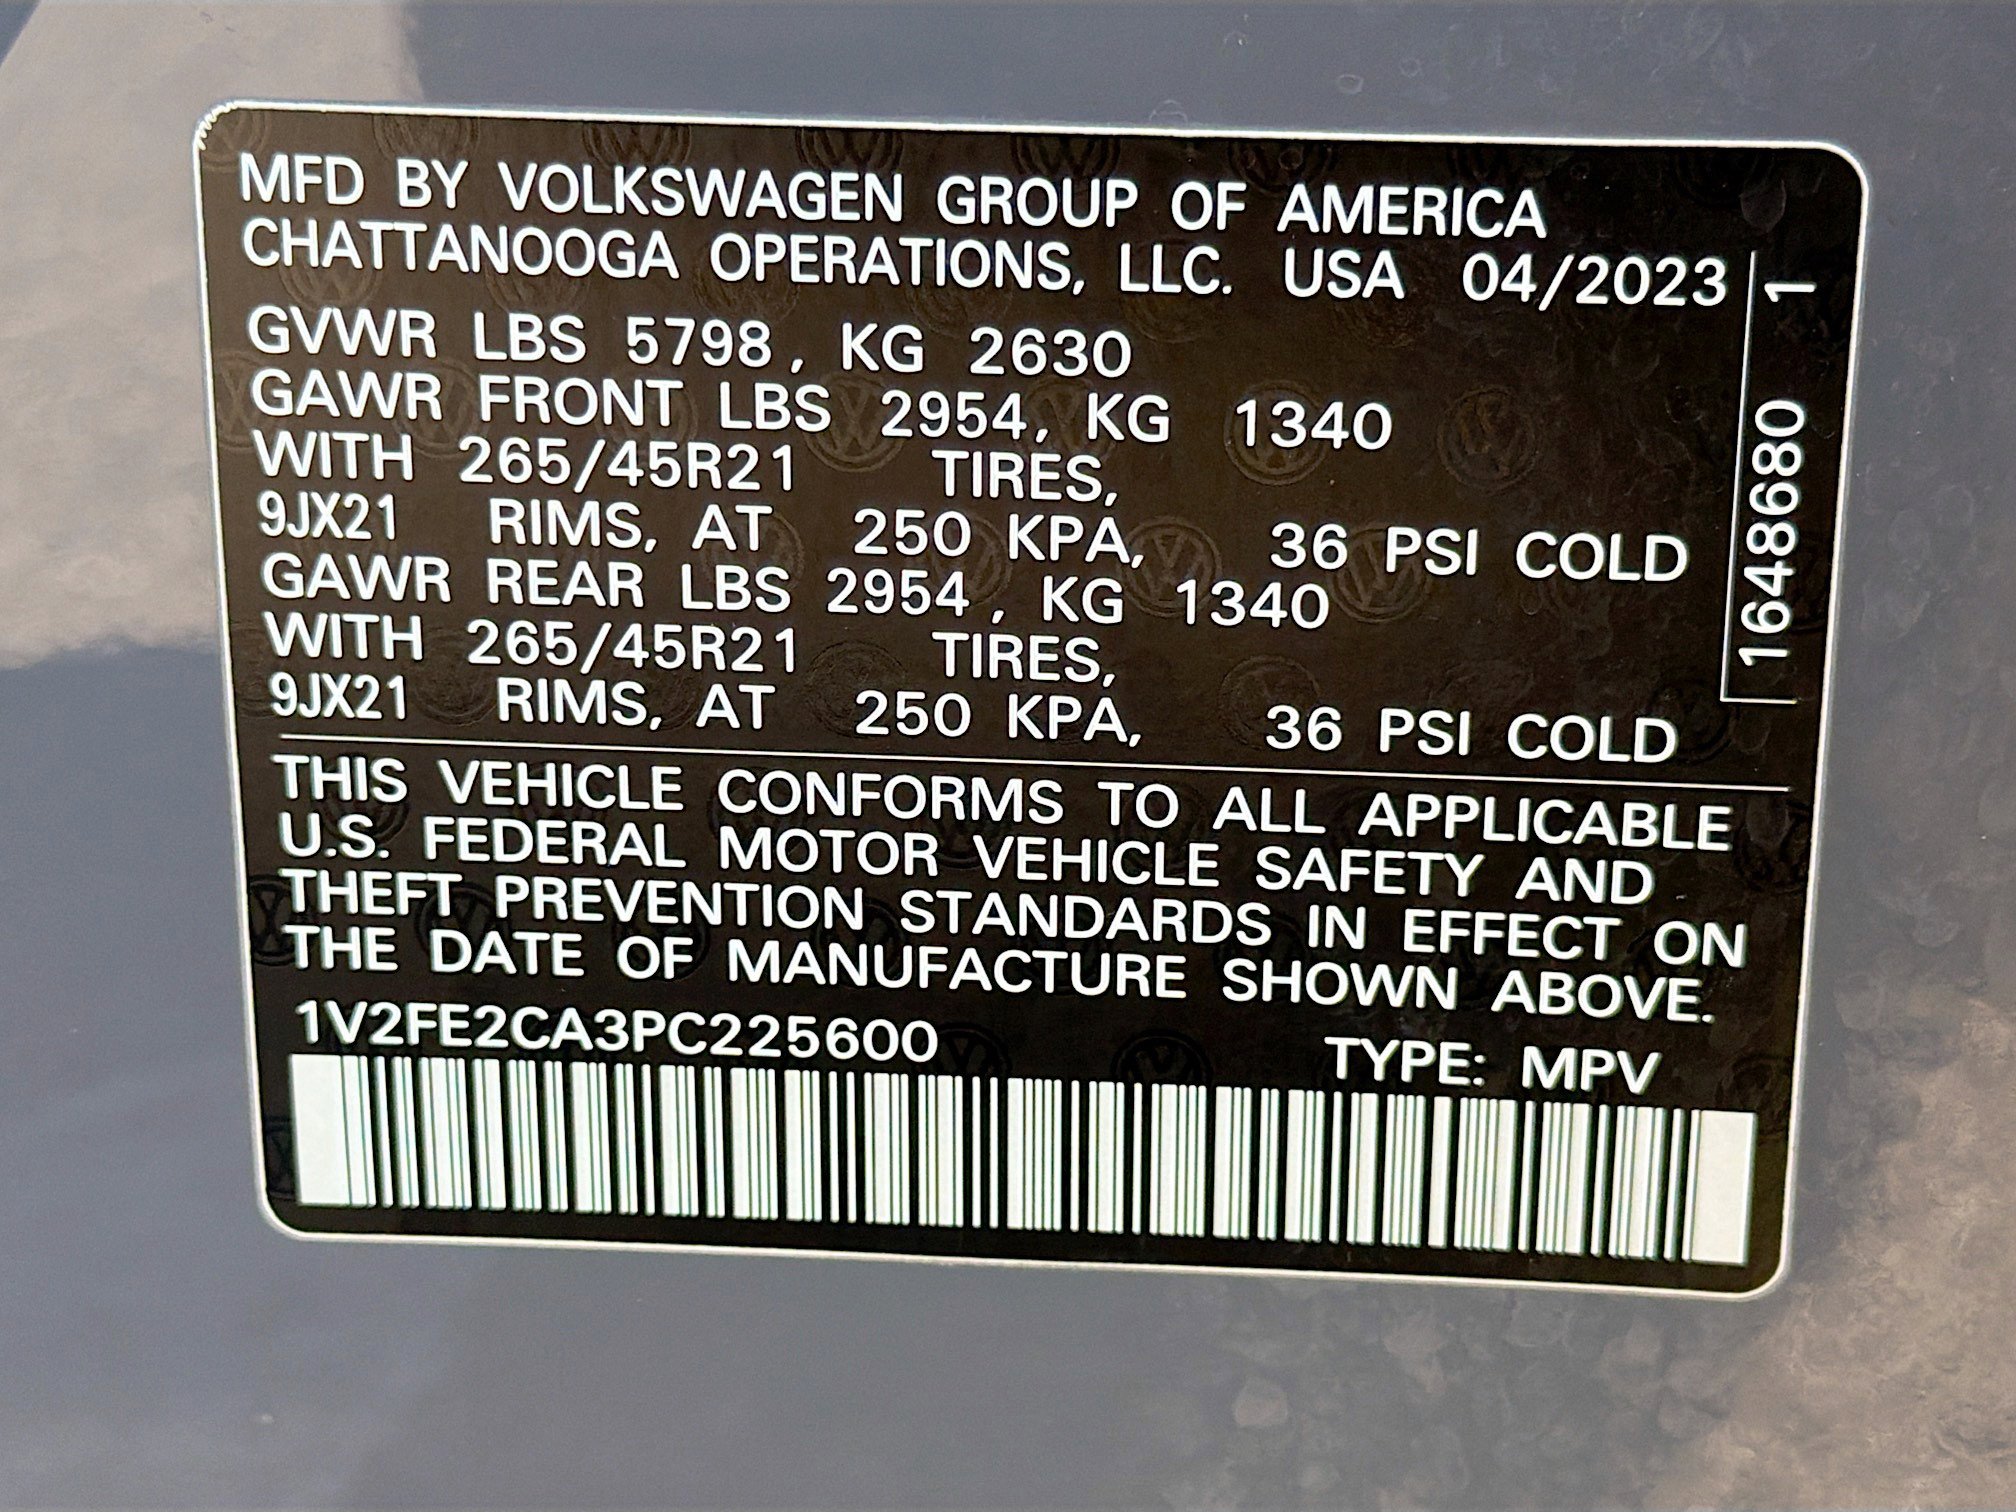 MFD BY VOLKSWAGEN GROUP OF AMERICA
CHATTANOOGA OPERATIONS, LLC. USA 04/2023
GVWR LBS 5798, KG 2630
GAWR FRONT LBS 2954, KG 1340
WITH 265/45R21 TIRES,
9JX21 RIMS, AT 250 KPA, 36 PSI COLD
GAWR REAR LBS 2954, KG 1340
WITH 265/45R21 TIRES,
9JX21 RIMS, AT 250 KPA, 36 PSI COLD
1648680 1
THIS VEHICLE CONFORMS TO ALL APPLICABLE
U.S. FEDERAL MOTOR VEHICLE SAFETY AND
THEFT PREVENTION STANDARDS IN EFFECT ON
THE DATE OF MANUFACTURE SHOWN ABOVE.
1V2FE2CA3PC225600 TYPE: MPV